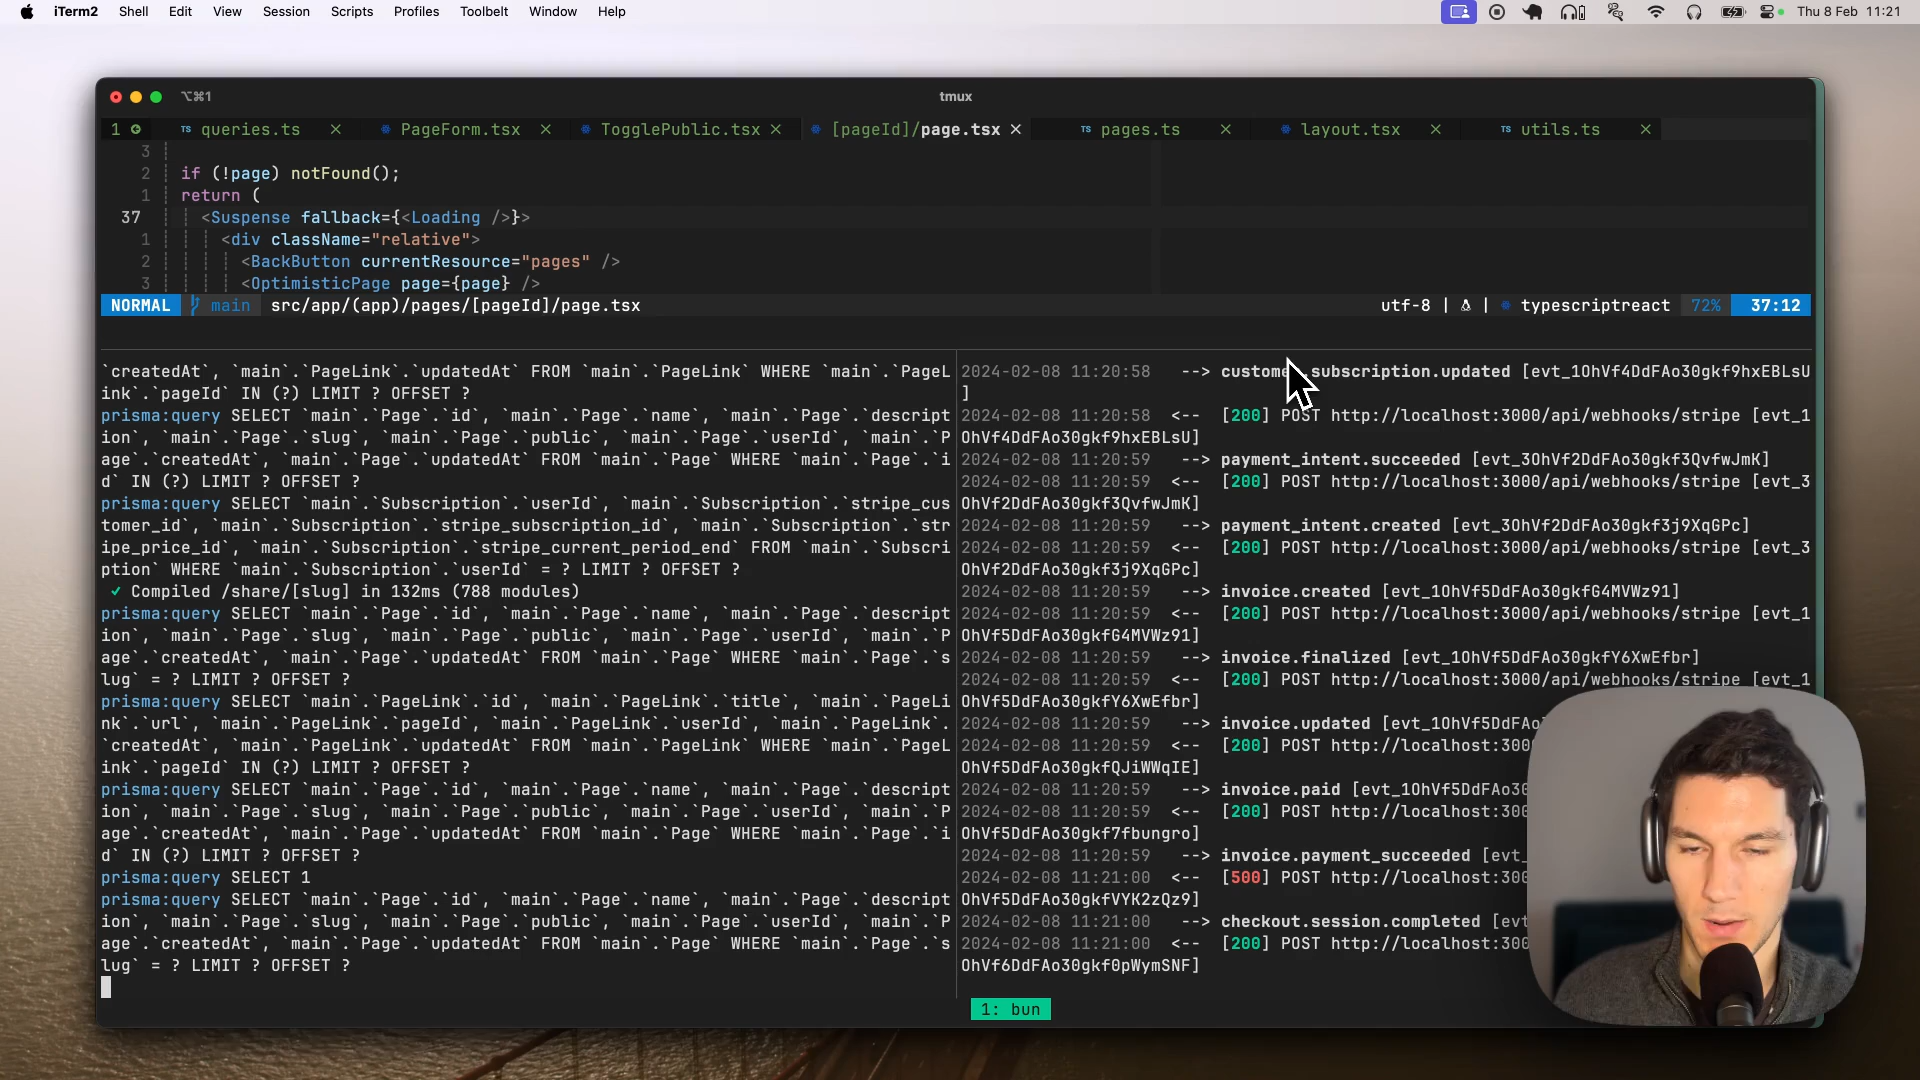 iTerm2 Shell Edit View Session Scripts Profiles Toolbelt Window Help Thu 8 Feb 11:21
⌥⌘1 tmux
1 TS queries.ts × PageForm.tsx × TogglePublic.tsx × [pageId]/page.tsx × TS pages.ts × layout.tsx × TS utils.ts ×
3
2 if (!page) notFound();
1 return (
37 <Suspense fallback={<Loading />}>
1 <div className="relative">
2 <BackButton currentResource="pages" />
3 <OptimisticPage page={page} />
NORMAL main src/app/(app)/pages/[pageId]/page.tsx utf-8 | | typescriptreact 72% 37:12
`createdAt`, `main`.`PageLink`.`updatedAt` FROM `main`.`PageLink` WHERE `main`.`PageL
ink`.`pageId` IN (?) LIMIT ? OFFSET ?
prisma:query SELECT `main`.`Page`.`id`, `main`.`Page`.`name`, `main`.`Page`.`descript
ion`, `main`.`Page`.`slug`, `main`.`Page`.`public`, `main`.`Page`.`userId`, `main`.`P
age`.`createdAt`, `main`.`Page`.`updatedAt` FROM `main`.`Page` WHERE `main`.`Page`.`i
d` IN (?) LIMIT ? OFFSET ?
prisma:query SELECT `main`.`Subscription`.`userId`, `main`.`Subscription`.`stripe_cus
tomer_id`, `main`.`Subscription`.`stripe_subscription_id`, `main`.`Subscription`.`str
ipe_price_id`, `main`.`Subscription`.`stripe_current_period_end` FROM `main`.`Subscri
ption` WHERE `main`.`Subscription`.`userId` = ? LIMIT ? OFFSET ?
✓ Compiled /share/[slug] in 132ms (788 modules)
prisma:query SELECT `main`.`Page`.`id`, `main`.`Page`.`name`, `main`.`Page`.`descript
ion`, `main`.`Page`.`slug`, `main`.`Page`.`public`, `main`.`Page`.`userId`, `main`.`P
age`.`createdAt`, `main`.`Page`.`updatedAt` FROM `main`.`Page` WHERE `main`.`Page`.`s
lug` = ? LIMIT ? OFFSET ?
prisma:query SELECT `main`.`PageLink`.`id`, `main`.`PageLink`.`title`, `main`.`PageLi
nk`.`url`, `main`.`PageLink`.`pageId`, `main`.`PageLink`.`userId`, `main`.`PageLink`.
`createdAt`, `main`.`PageLink`.`updatedAt` FROM `main`.`PageLink` WHERE `main`.`PageL
ink`.`pageId` IN (?) LIMIT ? OFFSET ?
prisma:query SELECT `main`.`Page`.`id`, `main`.`Page`.`name`, `main`.`Page`.`descript
ion`, `main`.`Page`.`slug`, `main`.`Page`.`public`, `main`.`Page`.`userId`, `main`.`P
age`.`createdAt`, `main`.`Page`.`updatedAt` FROM `main`.`Page` WHERE `main`.`Page`.`i
d` IN (?) LIMIT ? OFFSET ?
prisma:query SELECT 1
prisma:query SELECT `main`.`Page`.`id`, `main`.`Page`.`name`, `main`.`Page`.`descript
ion`, `main`.`Page`.`slug`, `main`.`Page`.`public`, `main`.`Page`.`userId`, `main`.`P
age`.`createdAt`, `main`.`Page`.`updatedAt` FROM `main`.`Page` WHERE `main`.`Page`.`s
lug` = ? LIMIT ? OFFSET ?
2024-02-08 11:20:58 --> custome .subscription.updated [evt_1OhVf4DdFAo30gkf9hxEBLsU
]
2024-02-08 11:20:58 <-- [200] POST http://localhost:3000/api/webhooks/stripe [evt_1
OhVf4DdFAo30gkf9hxEBLsU]
2024-02-08 11:20:59 --> payment_intent.succeeded [evt_3OhVf2DdFAo30gkf3QvfwJmK]
2024-02-08 11:20:59 <-- [200] POST http://localhost:3000/api/webhooks/stripe [evt_3
OhVf2DdFAo30gkf3QvfwJmK]
2024-02-08 11:20:59 --> payment_intent.created [evt_3OhVf2DdFAo30gkf3j9XqGPc]
2024-02-08 11:20:59 <-- [200] POST http://localhost:3000/api/webhooks/stripe [evt_3
OhVf2DdFAo30gkf3j9XqGPc]
2024-02-08 11:20:59 --> invoice.created [evt_1OhVf5DdFAo30gkfG4MVWz91]
2024-02-08 11:20:59 <-- [200] POST http://localhost:3000/api/webhooks/stripe [evt_1
OhVf5DdFAo30gkfG4MVWz91]
2024-02-08 11:20:59 --> invoice.finalized [evt_1OhVf5DdFAo30gkfY6XwEfbr]
2024-02-08 11:20:59 <-- [200] POST http://localhost:3000/api/webhooks/stripe [evt_1
OhVf5DdFAo30gkfY6XwEfbr]
2024-02-08 11:20:59 --> invoice.updated [evt_1OhVf5DdFAo
2024-02-08 11:20:59 <-- [200] POST http://localhost:300
OhVf5DdFAo30gkfQJiWWqIE]
2024-02-08 11:20:59 --> invoice.paid [evt_1OhVf5DdFAo30
2024-02-08 11:20:59 <-- [200] POST http://localhost:300
OhVf5DdFAo30gkf7fbungro]
2024-02-08 11:20:59 --> invoice.payment_succeeded [evt_
2024-02-08 11:21:00 <-- [500] POST http://localhost:300
OhVf5DdFAo30gkfVYK2zQz9]
2024-02-08 11:21:00 --> checkout.session.completed [evt
2024-02-08 11:21:00 <-- [200] POST http://localhost:300
OhVf6DdFAo30gkf0pWymSNF]
1: bun